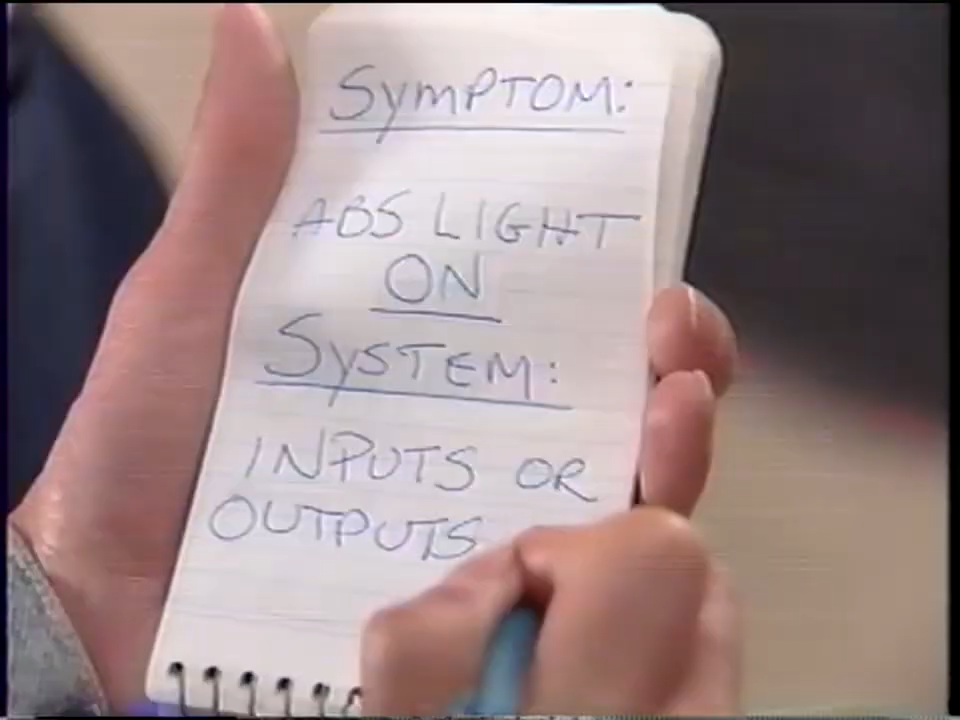 SYMPTOM:
ABS LIGHT
ON
SYSTEM:
INPUTS OR
OUTPUTS